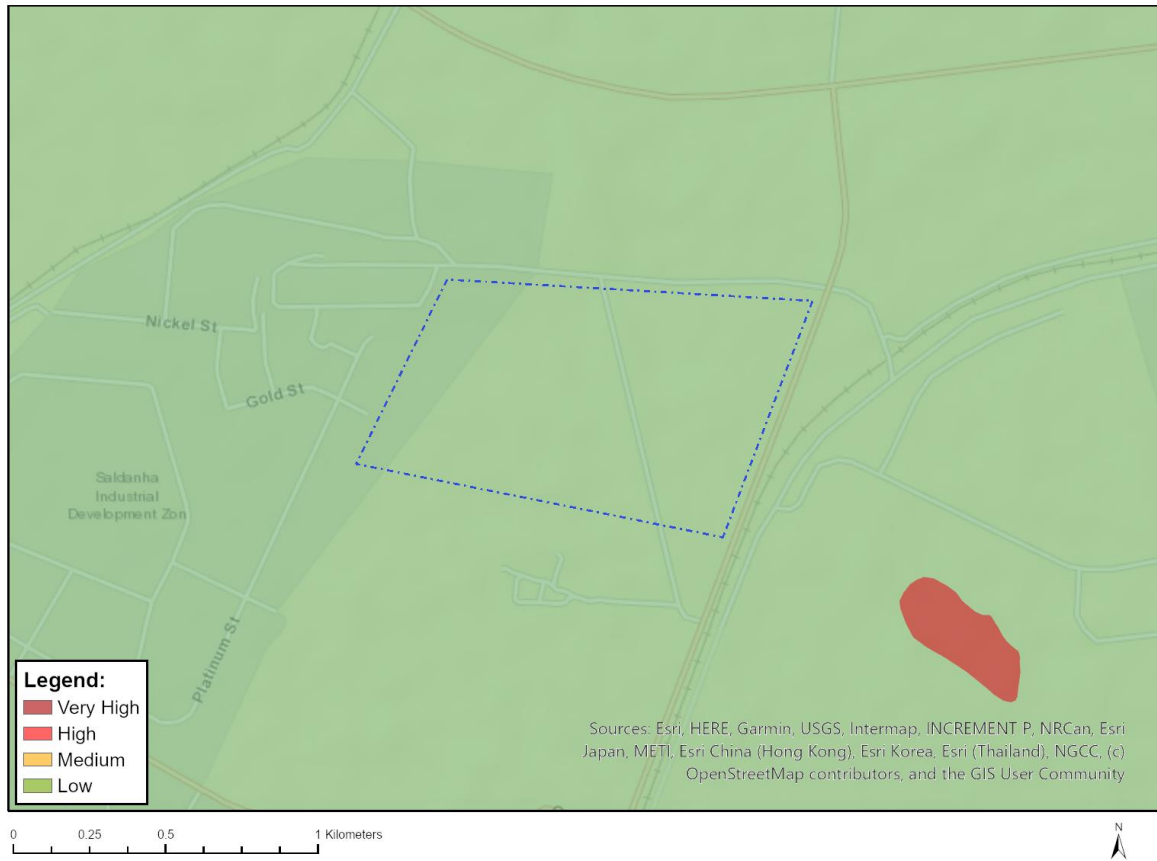 Nickel St
Gold St
Saldanha
Industrial
Development Zon
Platinum St
Legend:
Very High
High
Medium
Low
Sources: Esri, HERE, Garmin, USGS, Intermap, INCREMENT P, NRCan, Esri
Japan, METI, Esri China (Hong Kong), Esri Korea, Esri (Thailand), NGCC, (c)
OpenStreetMap contributors, and the GIS User Community
0 0.25 0.5 1 Kilometers
N